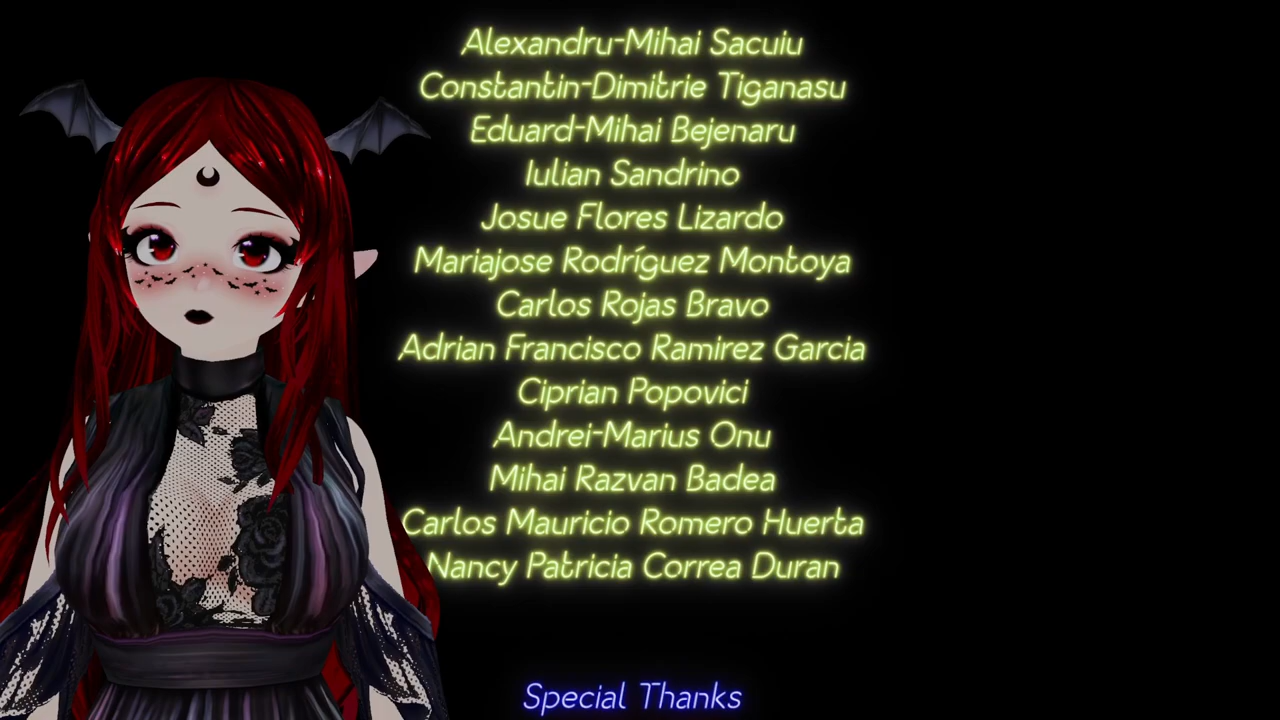 Alexandru-Mihai Sacuiu
Constantin-Dimitrie Tiganasu
Eduard-Mihai Bejenaru
Iulian Sandrino
Josue Flores Lizardo
Mariajose Rodríguez Montoya
Carlos Rojas Bravo
Adrian Francisco Ramirez Garcia
Ciprian Popovici
Andrei-Marius Onu
Mihai Razvan Badea
Carlos Mauricio Romero Huerta
Nancy Patricia Correa Duran
Special Thanks